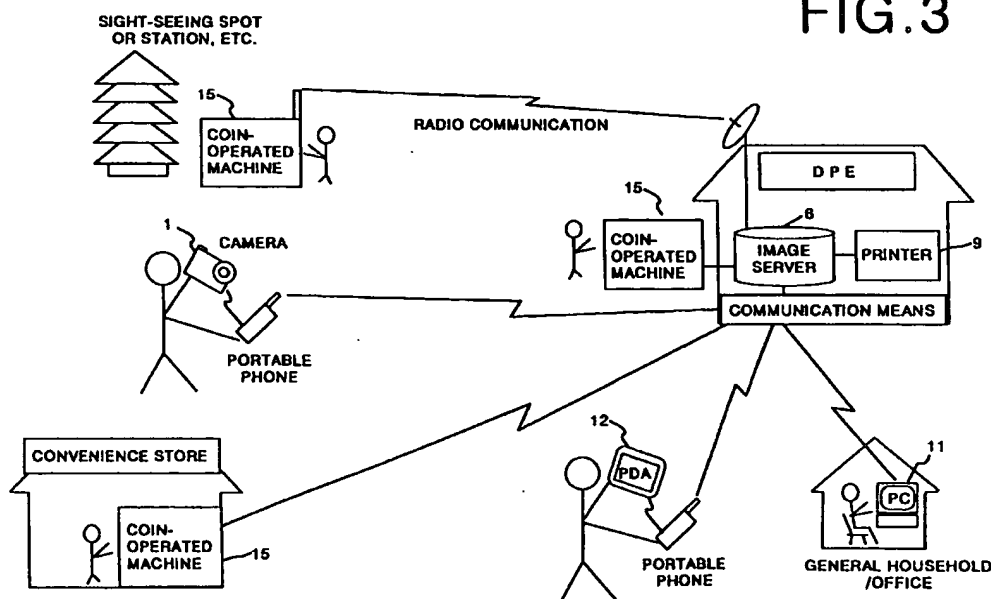 FIG.3
SIGHT-SEEING SPOT
OR STATION, ETC.
15
COIN-
OPERATED
MACHINE
RADIO COMMUNICATION
DPE
15
COIN-
OPERATED
MACHINE
6
IMAGE
SERVER
PRINTER
9
COMMUNICATION MEANS
1
CAMERA
PORTABLE
PHONE
CONVENIENCE STORE
COIN-
OPERATED
MACHINE
15
12
PDA
PORTABLE
PHONE
11
PC
GENERAL HOUSEHOLD
/OFFICE